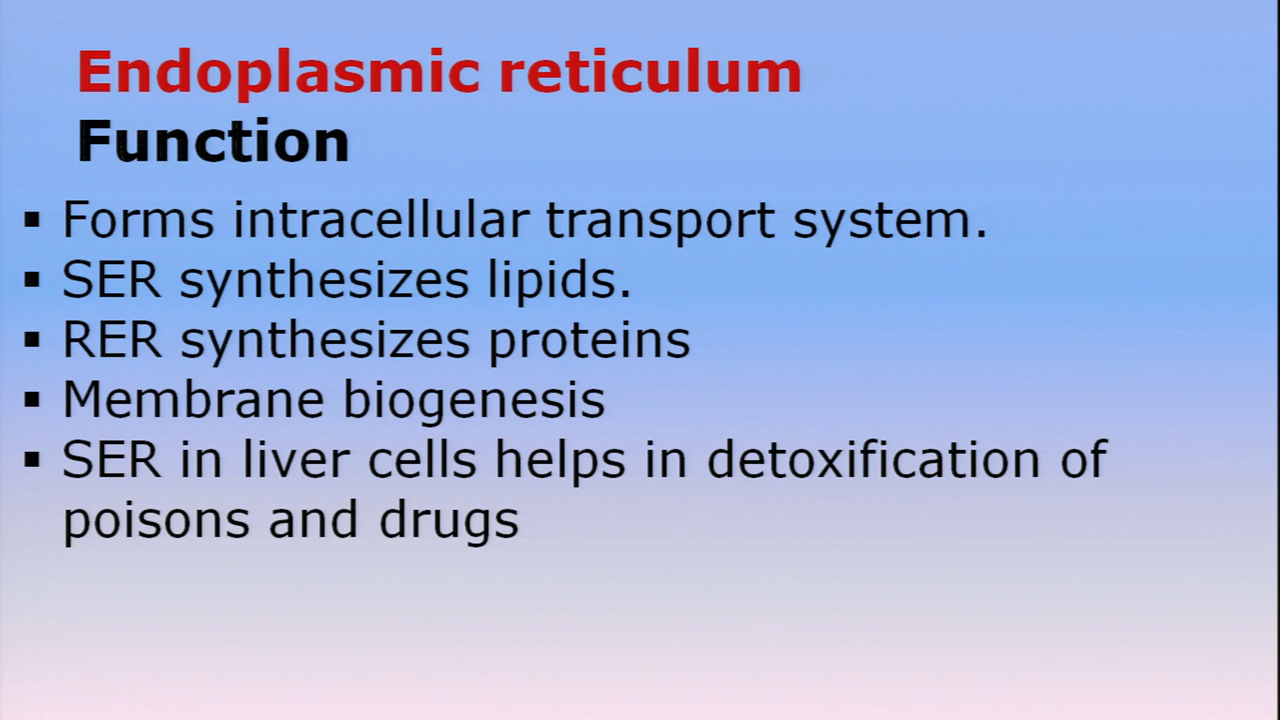 Endoplasmic reticulum
Function
▪ Forms intracellular transport system.
▪ SER synthesizes lipids.
▪ RER synthesizes proteins
▪ Membrane biogenesis
▪ SER in liver cells helps in detoxification of
poisons and drugs